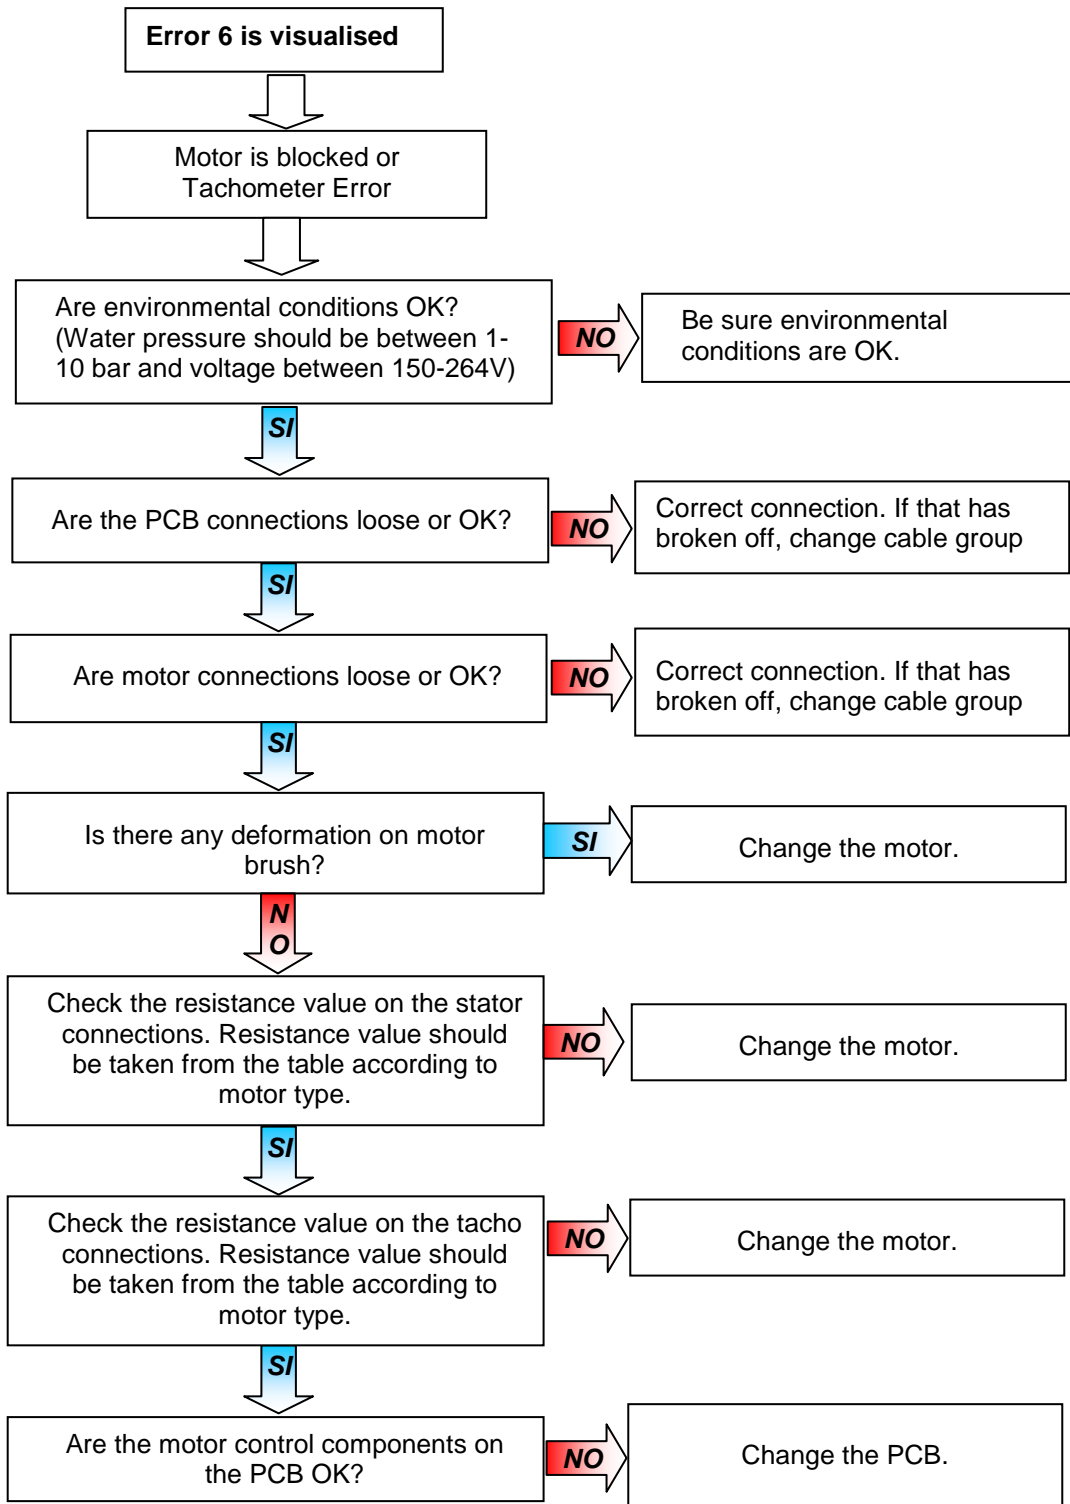 Error 6 is visualised
Motor is blocked or
Tachometer Error
Are environmental conditions OK?
(Water pressure should be between 1-
10 bar and voltage between 150-264V)
NO
Be sure environmental
conditions are OK.
SI
Are the PCB connections loose or OK?
NO
Correct connection. If that has
broken off, change cable group
SI
Are motor connections loose or OK?
NO
Correct connection. If that has
broken off, change cable group
SI
Is there any deformation on motor
brush?
SI
Change the motor.
N
O
Check the resistance value on the stator
connections. Resistance value should
be taken from the table according to
motor type.
NO
Change the motor.
SI
Check the resistance value on the tacho
connections. Resistance value should
be taken from the table according to
motor type.
NO
Change the motor.
SI
Are the motor control components on
the PCB OK?
NO
Change the PCB.